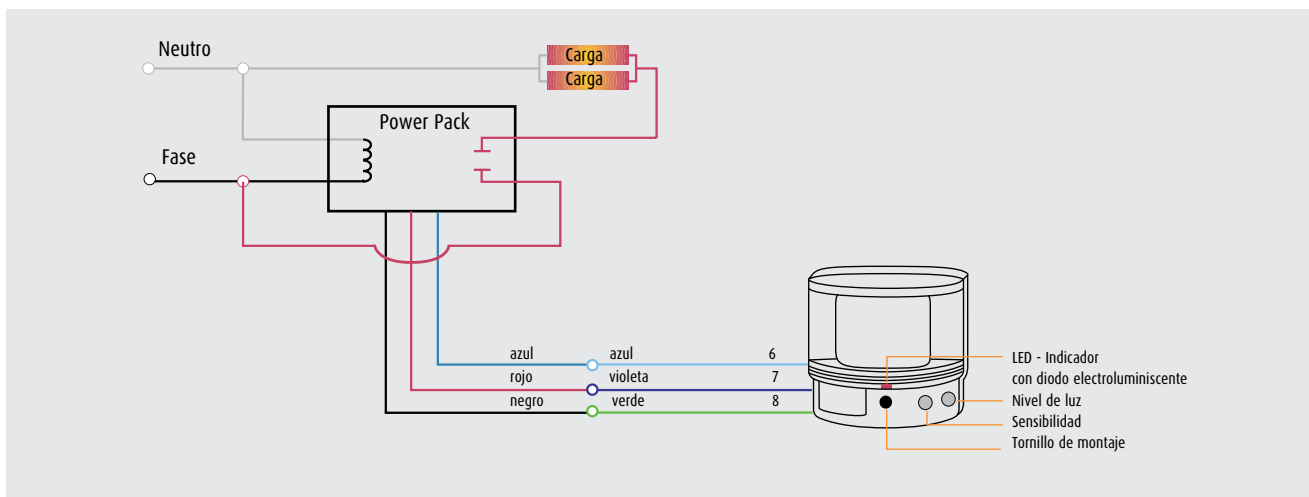 Neutro
Carga
Carga
Power Pack
Fase
azul azul 6
rojo violeta 7
negro verde 8
LED - Indicador
con diodo electroluminiscente
Nivel de luz
Sensibilidad
Tornillo de montaje